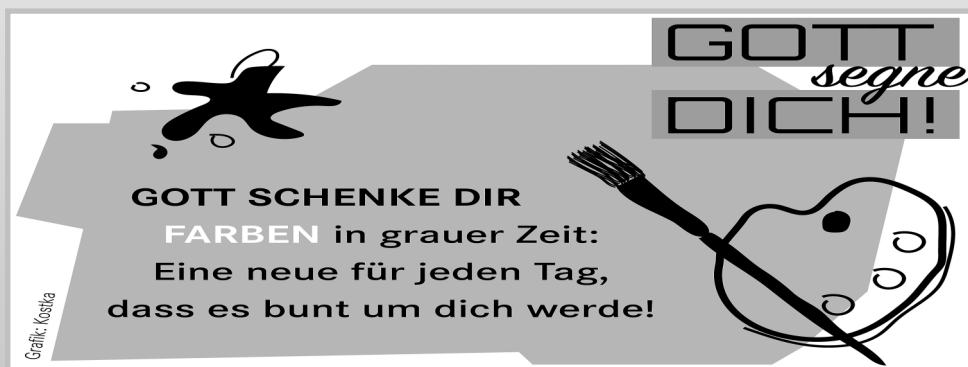 GOTT
segne
DICH!
GOTT SCHENKE DIR
FARBEN in grauer Zeit:
Eine neue für jeden Tag,
dass es bunt um dich werde!
Grafik: Kostka